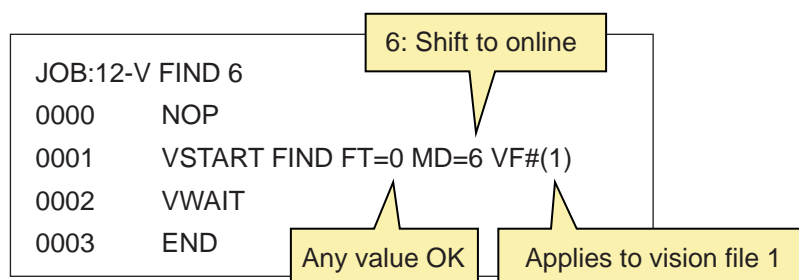 6: Shift to online
JOB:12-V FIND 6
0000 NOP
0001 VSTART FIND FT=0 MD=6 VF#(1)
0002 VWAIT
0003 END
Any value OK
Applies to vision file 1